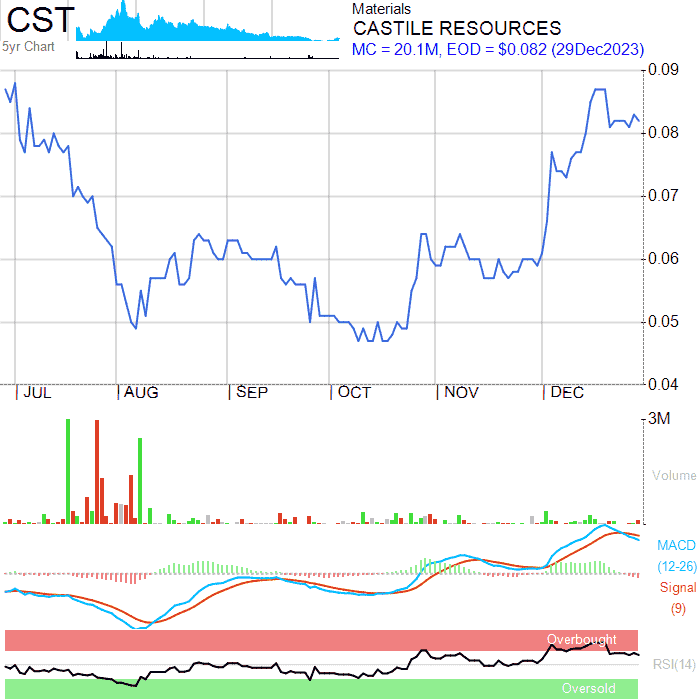 CST
5yr Chart
Materials
CASTILE RESOURCES
MC = 20.1M, EOD = $0.082 (29Dec2023)
0.09
0.08
0.07
0.06
0.05
0.04
JUL AUG SEP OCT NOV DEC
3M
Volume
MACD
(12-26)
Signal
(9)
Overbought
RSI(14)
Oversold